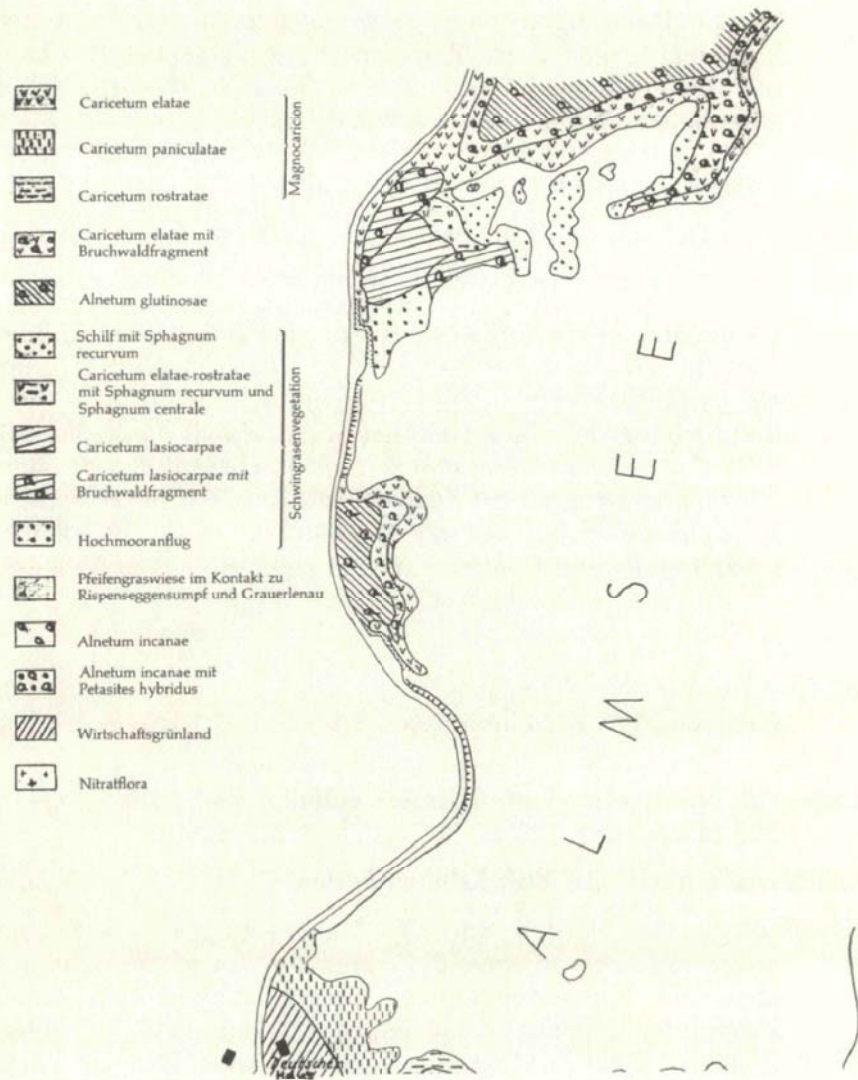 Caricetum elatae
Caricetum paniculatae
Caricetum rostratae
Caricetum elatae mit
Bruchwaldfragment
Alnetum glutinosae
Magnocaricion
Schilf mit Sphagnum
recurvum
Caricetum elatae-rostratae
mit Sphagnum recurvum und
Sphagnum centrale
Caricetum lasiocarpae
Caricetum lasiocarpae mit
Bruchwaldfragment
Hochmooranflug
Schwingrasenvegetation
Pfeifengraswiese im Kontakt zu
Rispenseggensumpf und Grauerlenau
Alnetum incanae
Alnetum incanae mit
Petasites hybridus
Wirtschaftsgrünland
Nitratflora
ALMSEE
Deutsches
Haus